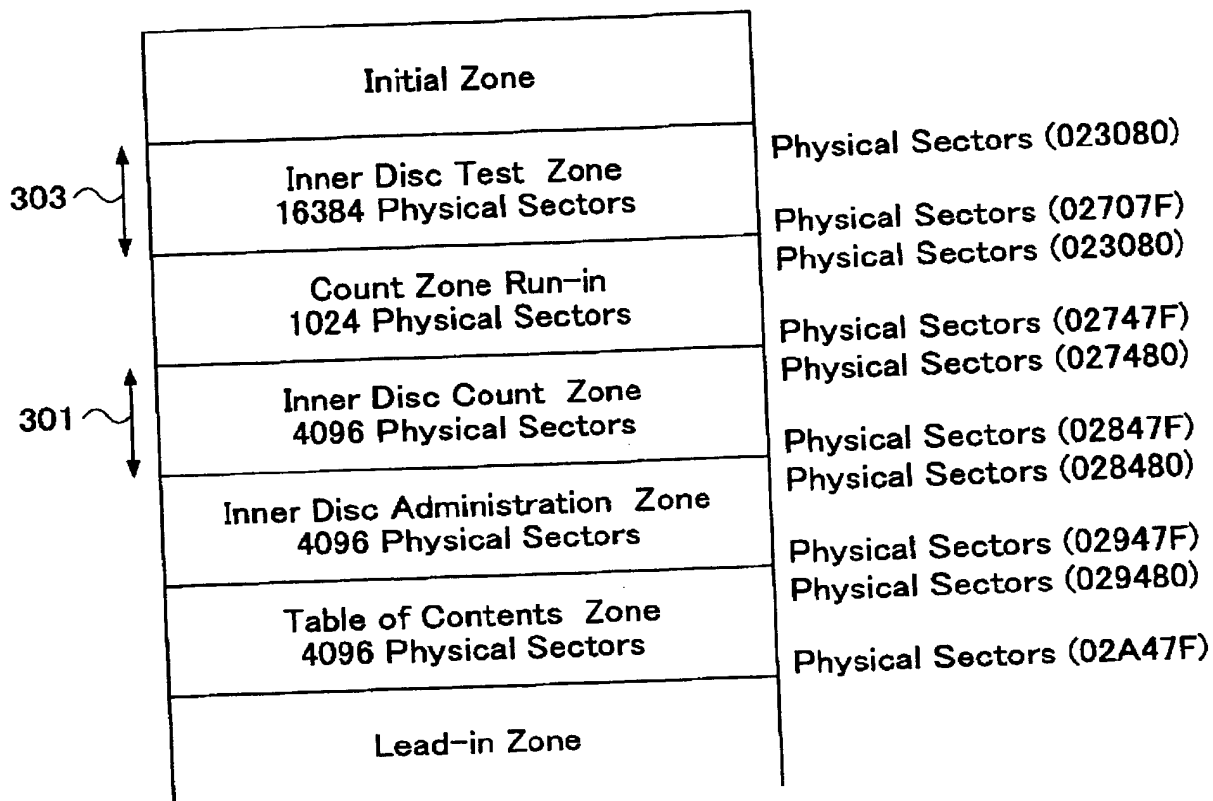 Initial Zone
Physical Sectors (023080)
303
Inner Disc Test Zone
16384 Physical Sectors
Physical Sectors (02707F)
Physical Sectors (023080)
Count Zone Run-in
1024 Physical Sectors
Physical Sectors (02747F)
Physical Sectors (027480)
301
Inner Disc Count Zone
4096 Physical Sectors
Physical Sectors (02847F)
Physical Sectors (028480)
Inner Disc Administration Zone
4096 Physical Sectors
Physical Sectors (02947F)
Physical Sectors (029480)
Table of Contents Zone
4096 Physical Sectors
Physical Sectors (02A47F)
Lead-in Zone